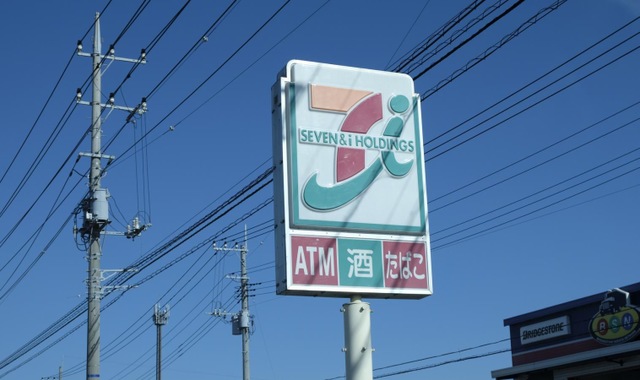 SEVEN & i HOLDINGS
ATM 酒 たばこ
BRIDGESTONE